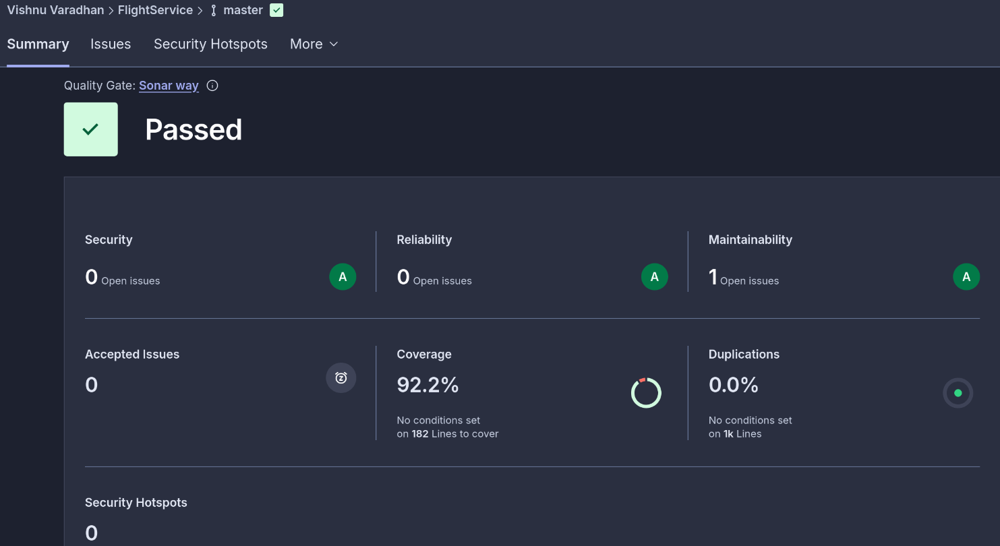 Vishnu Varadhan > FlightService > master
Summary Issues Security Hotspots More
Quality Gate: Sonar way
Passed
Security
0 Open issues
A
Reliability
0 Open issues
A
Maintainability
1 Open issues
A
Accepted Issues
0
Coverage
92.2%
No conditions set
on 182 Lines to cover
Duplications
0.0%
No conditions set
on 1k Lines
Security Hotspots
0